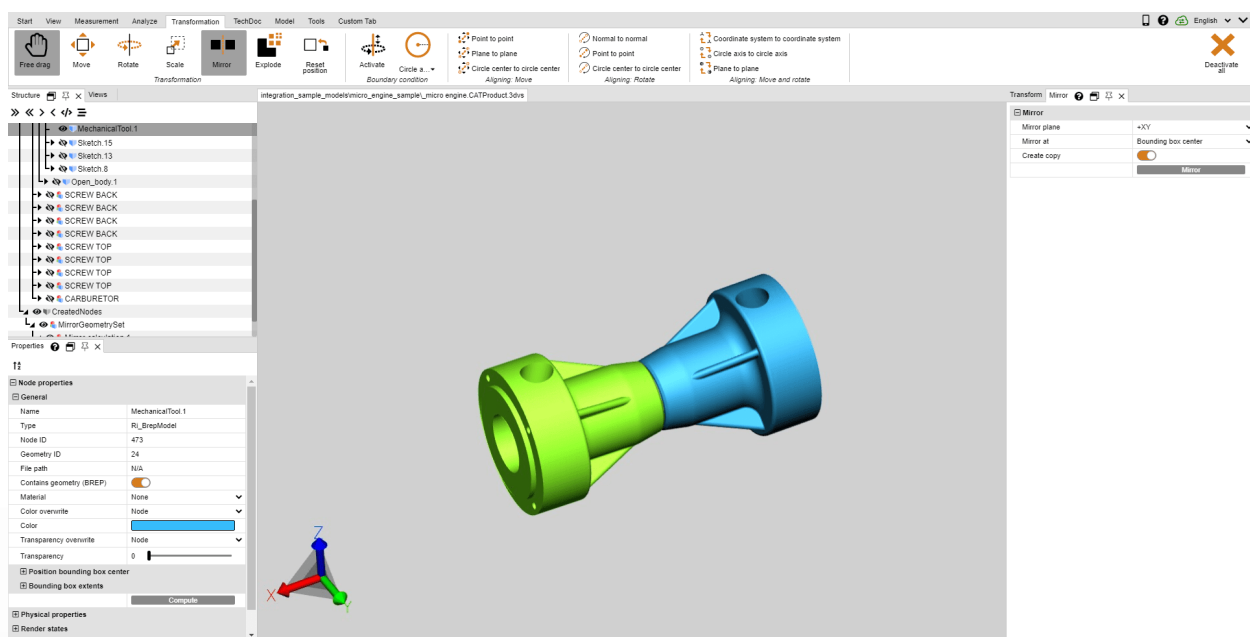 Start View Measurement Analyze Transformation TechDoc Model Tools Custom Tab English
Free drag Move Rotate Scale Mirror Explode Reset position
Transformation
Activate Circle a...
Boundary condition
Point to point
Plane to plane
Circle center to circle center
Aligning: Move
Normal to normal
Point to point
Circle center to circle center
Aligning: Rotate
Coordinate system to coordinate system
Circle axis to circle axis
Plane to plane
Aligning: Move and rotate
Deactivate all
Structure Views
MechanicalTool.1
Sketch.15
Sketch.13
Sketch.8
Open_body.1
SCREW BACK
SCREW BACK
SCREW BACK
SCREW BACK
SCREW TOP
SCREW TOP
SCREW TOP
SCREW TOP
CARBURETOR
CreatedNodes
MirrorGeometrySet
Properties
Node properties
General
Name MechanicalTool.1
Type Ri_BrepModel
Node ID 473
Geometry ID 24
File path N/A
Contains geometry (BREP)
Material None
Color overwrite Node
Color
Transparency overwrite Node
Transparency 0
Position bounding box center
Bounding box extents
Compute
Physical properties
Render states
integration_sample_models\micro_engine_sample\_micro engine.CATProduct.3dvs
Z
X
Y
Transform Mirror
Mirror
Mirror plane +XY
Mirror at Bounding box center
Create copy
Mirror